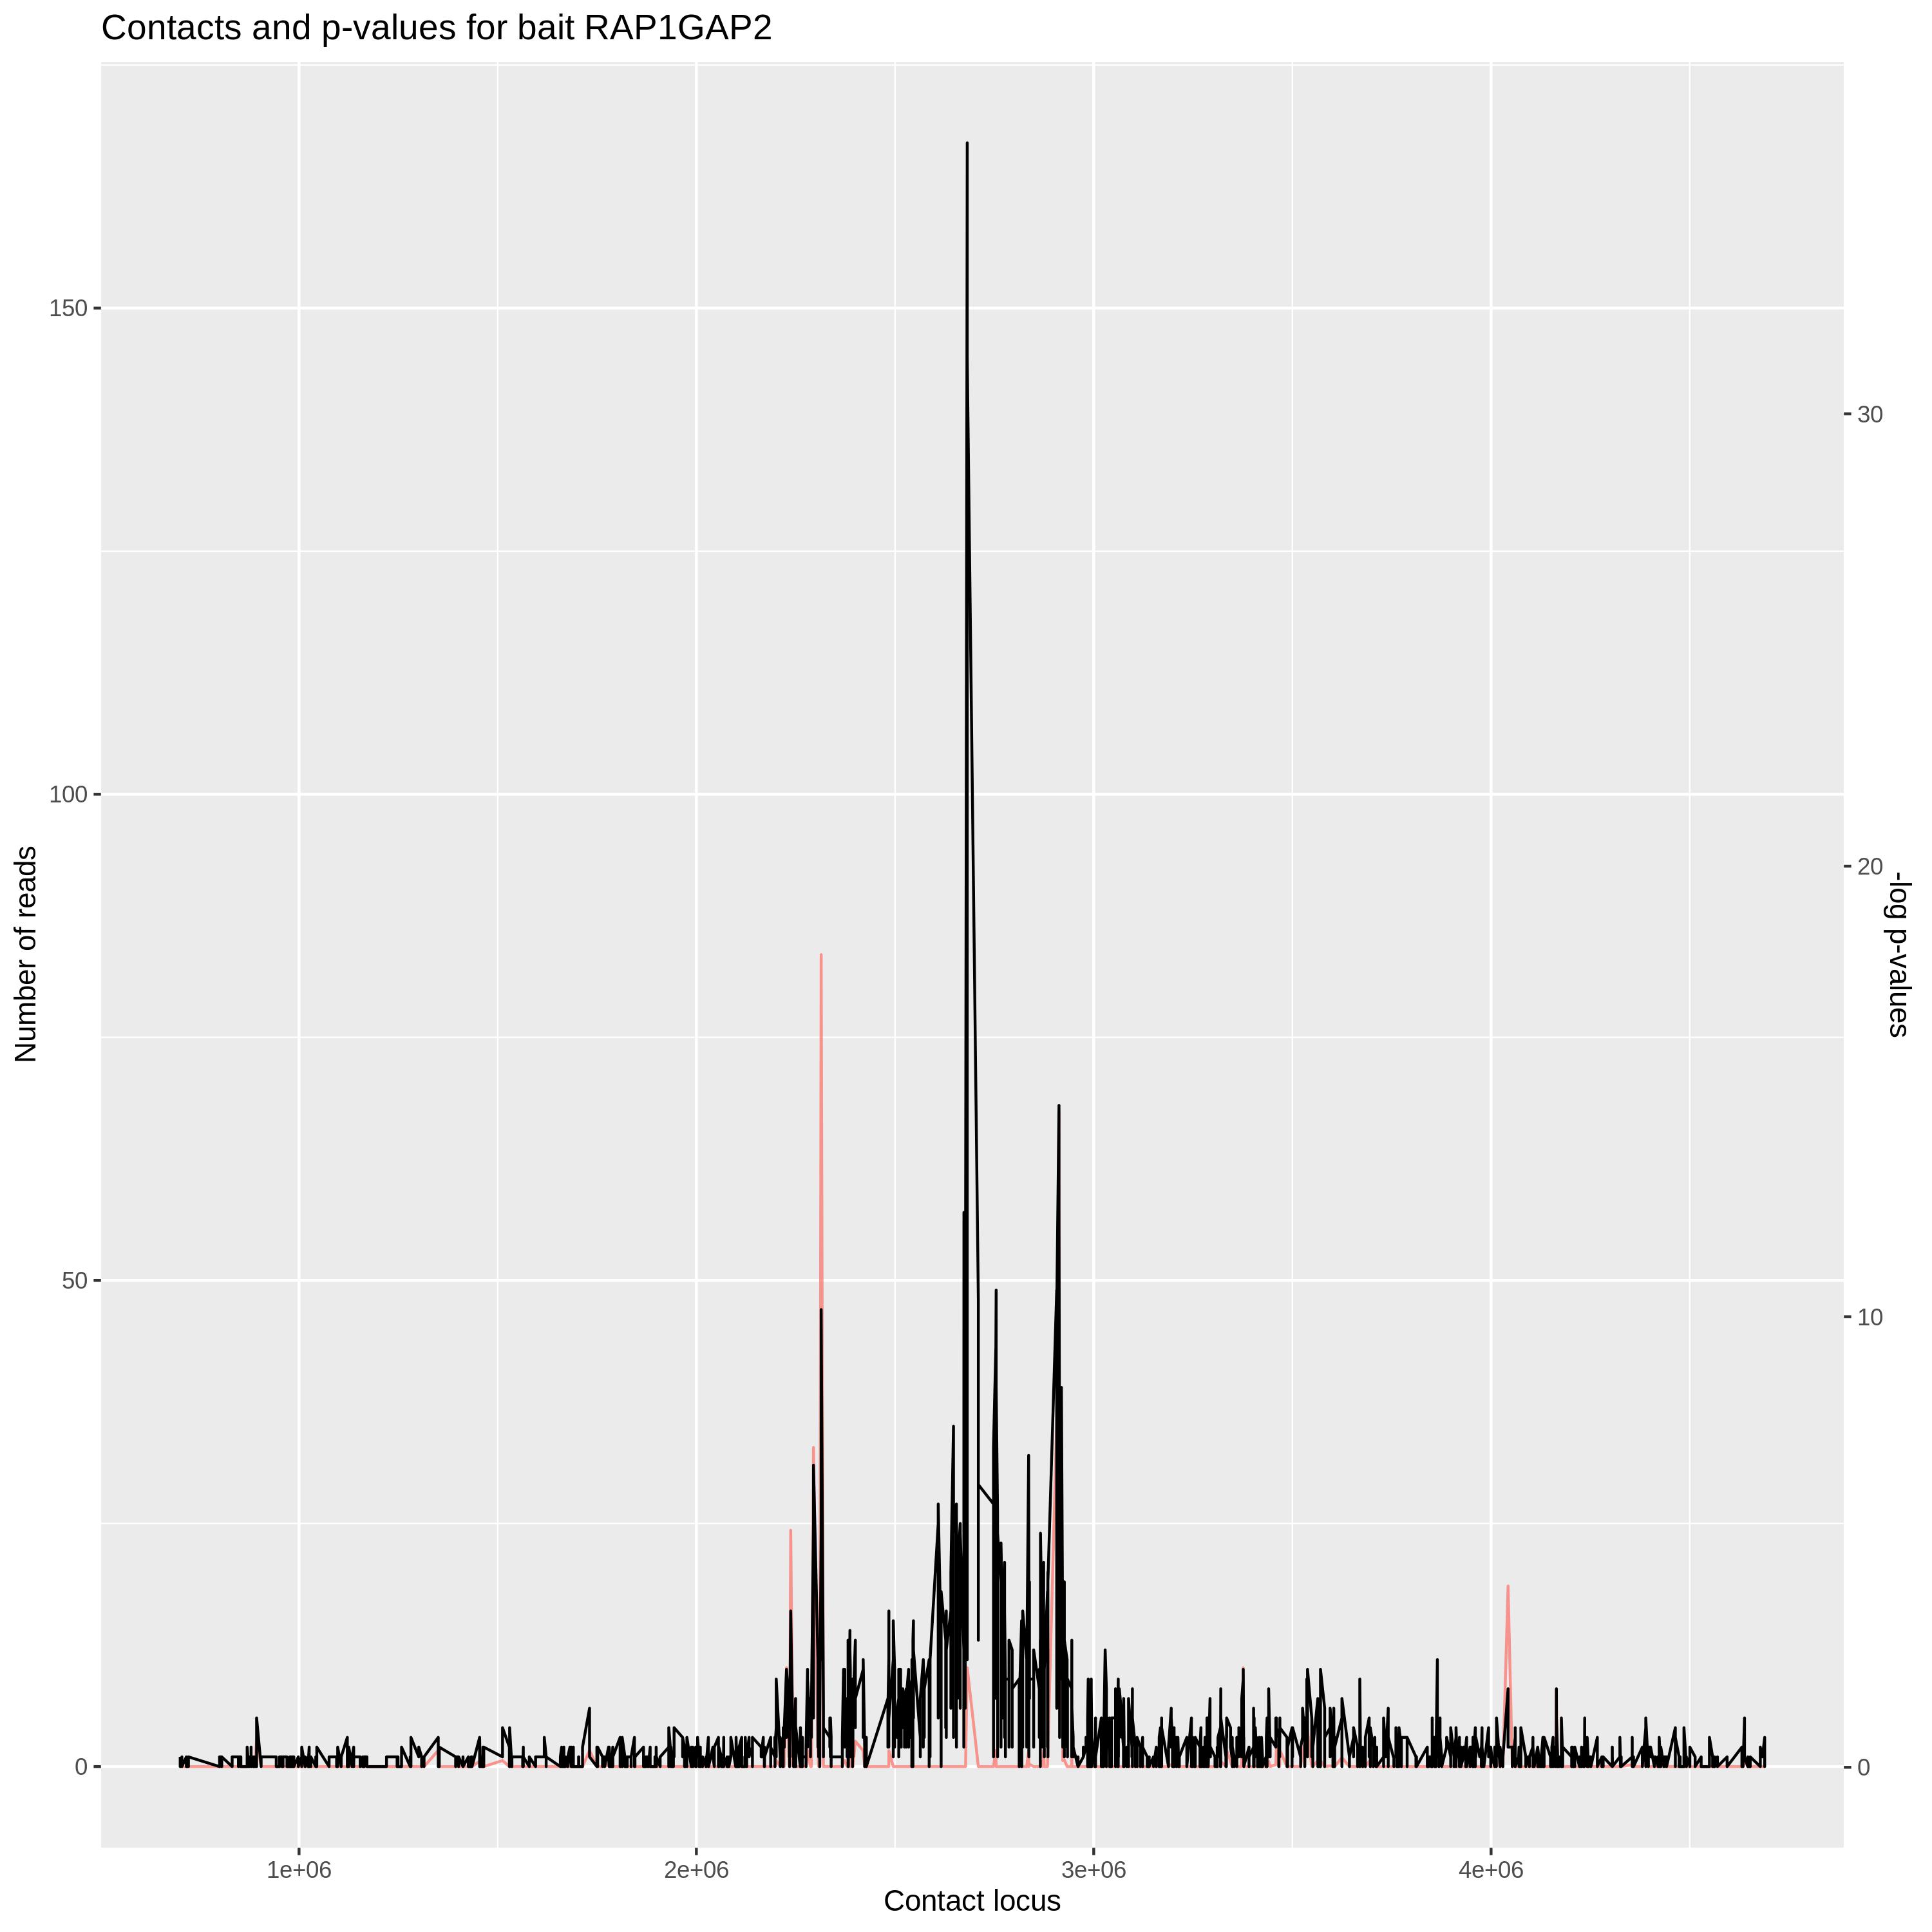 Contacts and p-values for bait RAP1GAP2
150
100
50
0
30
20
10
0
Number of reads
-log p-values
1e+06
2e+06
3e+06
4e+06
Contact locus